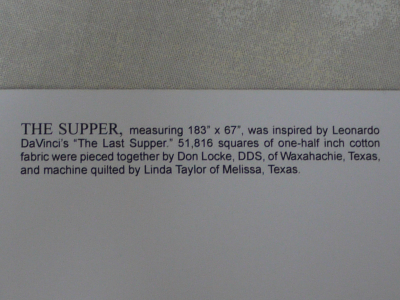 THE SUPPER, measuring 183" x 67", was inspired by Leonardo
DaVinci's "The Last Supper." 51,816 squares of one-half inch cotton
fabric were pieced together by Don Locke, DDS, of Waxahachie, Texas,
and machine quilted by Linda Taylor of Melissa, Texas.